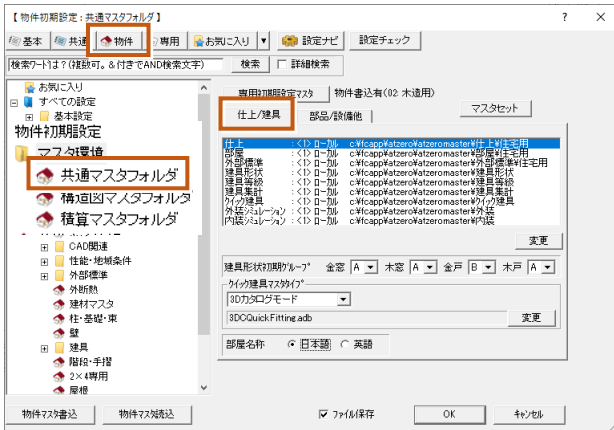 【物件初期設定：共通マスタフォルダ】 ? ×
基本 共通 物件 専用 お気に入り ▼ 設定ナビ 設定チェック
検索ワードは？（複数可。＆付きでAND検索文字） 検索 詳細検索
お気に入り
すべての設定
基本設定
物件初期設定
マスタ環境
共通マスタフォルダ
構造図マスタフォルダ
積算マスタフォルダ
CAD関連
性能・地域条件
外部標準
外断熱
建材マスタ
柱・基礎・束
壁
建具
階段・手摺
2×4専用
屋根
専用初期設定マスタ 物件書込有(02 木造用)
仕上/建具 部品/設備他 マスタセット
仕上 :<1> ローカル c:¥fcapp¥atzero¥atzeromaster¥仕上¥住宅用
部屋 :<1> ローカル c:¥fcapp¥atzero¥atzeromaster¥部屋¥住宅用
外部標準 :<1> ローカル c:¥fcapp¥atzero¥atzeromaster¥外部標準¥住宅用
建具形状 :<1> ローカル c:¥fcapp¥atzero¥atzeromaster¥建具形状
建具等級 :<1> ローカル c:¥fcapp¥atzero¥atzeromaster¥建具等級
建具集計 :<1> ローカル c:¥fcapp¥atzero¥atzeromaster¥建具集計
クイック建具 :<1> ローカル c:¥fcapp¥atzero¥atzeromaster¥クイック建具
外装シミュレーション :<1> ローカル c:¥fcapp¥atzero¥atzeromaster¥外装
内装シミュレーション :<1> ローカル c:¥fcapp¥atzero¥atzeromaster¥内装
変更
建具形状初期グループ 金窓 A 木窓 A 金戸 B 木戸 A
クイック建具マスタタイプ
3Dカタログモード
3DCQuickFitting.adb 変更
部屋名称 日本語 英語
物件マスタ書込 物件マスタ読込 ファイル保存 OK キャンセル